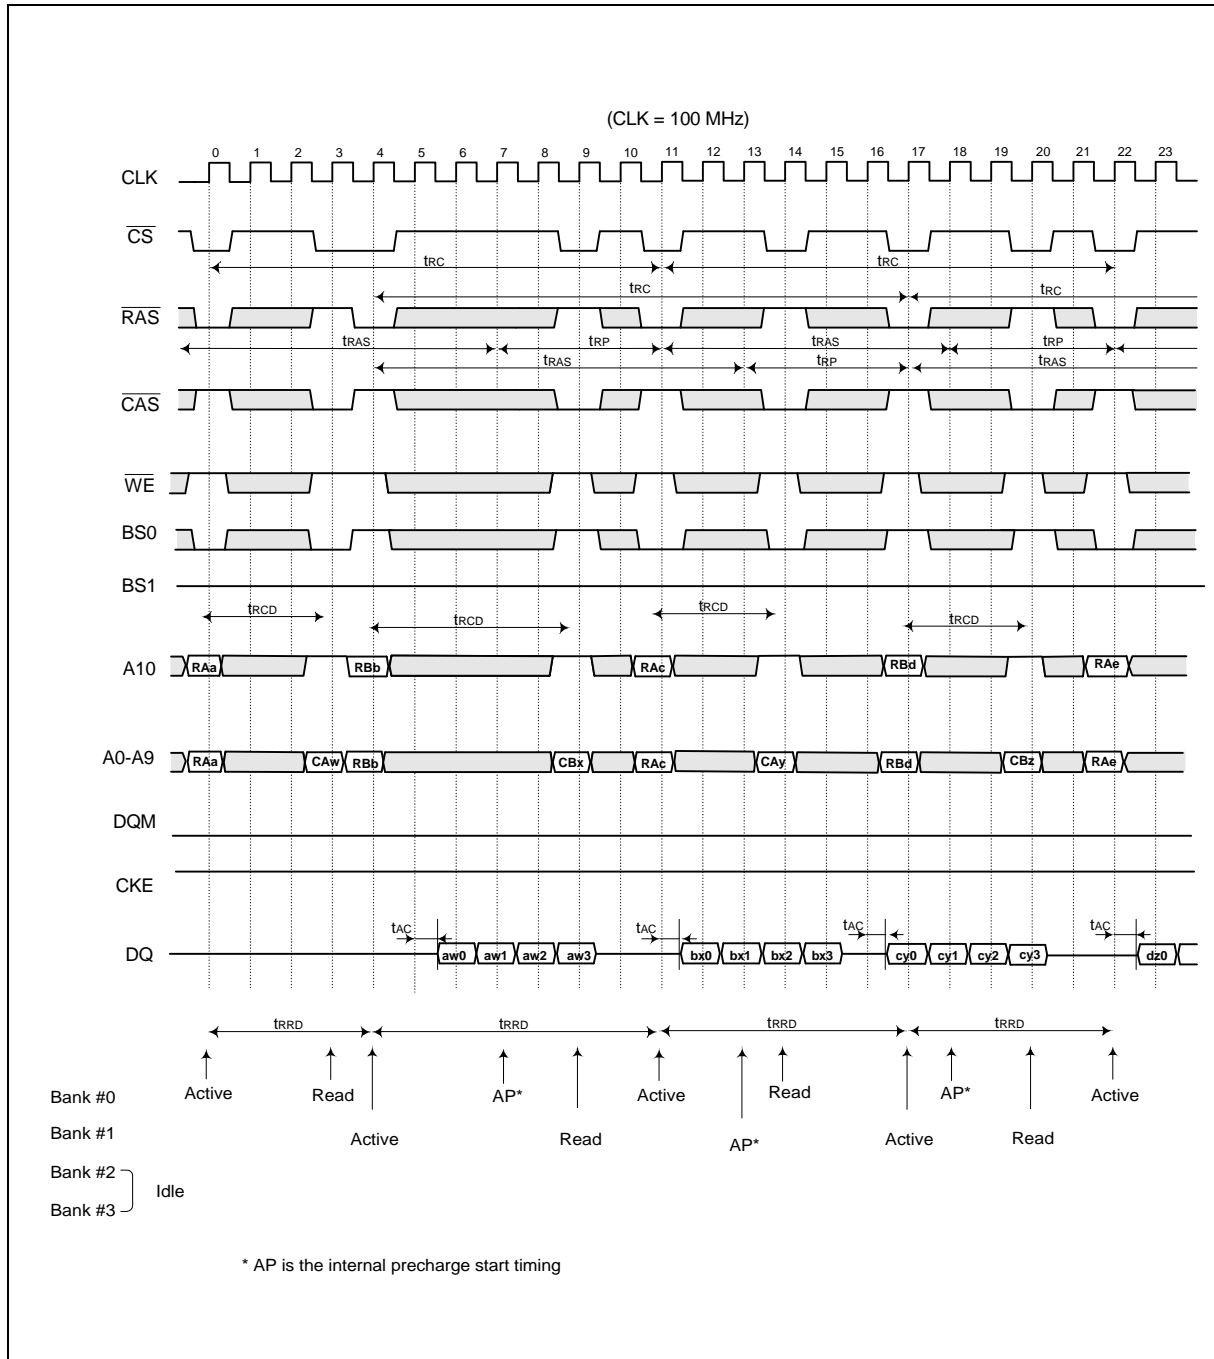 (CLK = 100 MHz)
0 1 2 3 4 5 6 7 8 9 10 11 12 13 14 15 16 17 18 19 20 21 22 23
CLK
CS
tRC tRC
tRC tRC
RAS
tRAS tRP tRAS tRP
tRAS tRP tRAS
CAS
WE
BS0
BS1
tRCD tRCD tRCD tRCD
A10 RAa RBb RAc RBd RAe
A0-A9 RAa CAw RBb CBx RAc CAy RBd CBz RAe
DQM
CKE
tAC tAC tAC tAC
DQ aw0 aw1 aw2 aw3 bx0 bx1 bx2 bx3 cy0 cy1 cy2 cy3 dz0
tRRD tRRD tRRD tRRD
Bank #0 Active Read AP* Active Read AP* Active
Bank #1 Active Read AP* Active Read
Bank #2
Idle
Bank #3
* AP is the internal precharge start timing